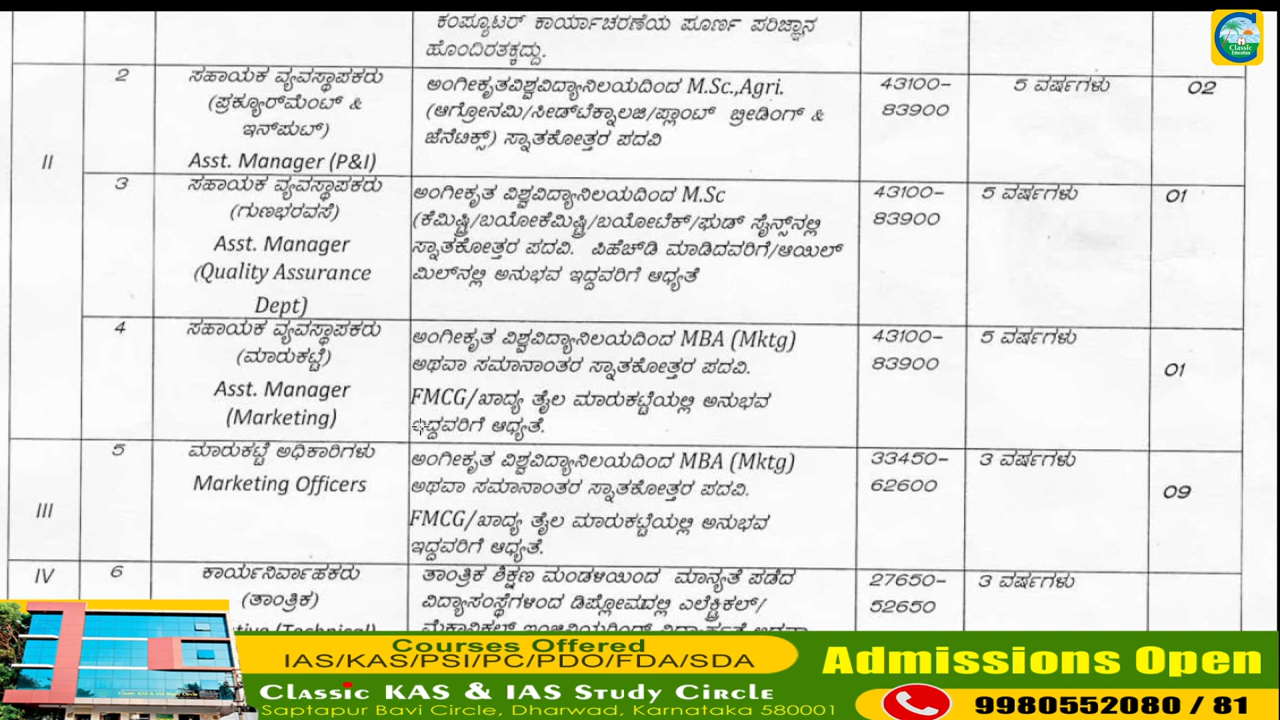 ಕಂಪ್ಯೂಟರ್ ಕಾರ್ಯಾಚರಣೆಯ ಪೂರ್ಣ ಪರಿಜ್ಞಾನ
ಹೊಂದಿರತಕ್ಕದ್ದು.
II
2
ಸಹಾಯಕ ವ್ಯವಸ್ಥಾಪಕರು
(ಪ್ರಕ್ಯೂರ್‌ಮೆಂಟ್ &
ಇನ್‌ಪುಟ್)
Asst. Manager (P&I)
ಅಂಗೀಕೃತವಿಶ್ವವಿದ್ಯಾನಿಲಯದಿಂದ M.Sc.,Agri.
(ಆಗ್ರೋನಮಿ/ಸೀಡ್‌ಟೆಕ್ನಾಲಜಿ/ಪ್ಲಾಂಟ್ ಬ್ರೀಡಿಂಗ್ &
ಜೆನೆಟಿಕ್ಸ್) ಸ್ನಾತಕೋತ್ತರ ಪದವಿ
43100-
83900
5 ವರ್ಷಗಳು
02
3
ಸಹಾಯಕ ವ್ಯವಸ್ಥಾಪಕರು
(ಗುಣಭರವಸೆ)
Asst. Manager
(Quality Assurance
Dept)
ಅಂಗೀಕೃತ ವಿಶ್ವವಿದ್ಯಾನಿಲಯದಿಂದ M.Sc
(ಕೆಮಿಷ್ಟ್ರಿ/ಬಯೋಕೆಮಿಷ್ಟ್ರಿ/ಬಯೋಟೆಕ್/ಫುಡ್ ಸೈನ್ಸ್‌ನಲ್ಲಿ
ಸ್ನಾತಕೋತ್ತರ ಪದವಿ. ಪಿಹೆಚ್‌ಡಿ ಮಾಡಿದವರಿಗೆ/ಆಯಿಲ್
ಮಿಲ್‌ನಲ್ಲಿ ಅನುಭವ ಇದ್ದವರಿಗೆ ಆಧ್ಯತೆ
43100-
83900
5 ವರ್ಷಗಳು
01
4
ಸಹಾಯಕ ವ್ಯವಸ್ಥಾಪಕರು
(ಮಾರುಕಟ್ಟೆ)
Asst. Manager
(Marketing)
ಅಂಗೀಕೃತ ವಿಶ್ವವಿದ್ಯಾನಿಲಯದಿಂದ MBA (Mktg)
ಅಥವಾ ಸಮಾನಾಂತರ ಸ್ನಾತಕೋತ್ತರ ಪದವಿ.
FMCG/ಖಾದ್ಯ ತೈಲ ಮಾರುಕಟ್ಟೆಯಲ್ಲಿ ಅನುಭವ
ಇದ್ದವರಿಗೆ ಆಧ್ಯತೆ.
43100-
83900
5 ವರ್ಷಗಳು
01
III
5
ಮಾರುಕಟ್ಟೆ ಅಧಿಕಾರಿಗಳು
Marketing Officers
ಅಂಗೀಕೃತ ವಿಶ್ವವಿದ್ಯಾನಿಲಯದಿಂದ MBA (Mktg)
ಅಥವಾ ಸಮಾನಾಂತರ ಸ್ನಾತಕೋತ್ತರ ಪದವಿ.
FMCG/ಖಾದ್ಯ ತೈಲ ಮಾರುಕಟ್ಟೆಯಲ್ಲಿ ಅನುಭವ
ಇದ್ದವರಿಗೆ ಆಧ್ಯತೆ.
33450-
62600
3 ವರ್ಷಗಳು
09
IV
6
ಕಾರ್ಯನಿರ್ವಾಹಕರು
(ತಾಂತ್ರಿಕ)
(Technical)
ತಾಂತ್ರಿಕ ಶಿಕ್ಷಣ ಮಂಡಳಿಯಿಂದ ಮಾನ್ಯತೆ ಪಡೆದ
ವಿದ್ಯಾಸಂಸ್ಥೆಗಳಿಂದ ಡಿಪ್ಲೋಮದಲ್ಲಿ ಎಲೆಕ್ಟ್ರಿಕಲ್/
27650-
52650
3 ವರ್ಷಗಳು
Classic
Education
Courses Offered
IAS/KAS/PSI/PC/PDO/FDA/SDA
Classic KAS & IAS Study Circle
Saptapur Bavi Circle, Dharwad, Karnataka 580001
Admissions Open
9980552080 / 81